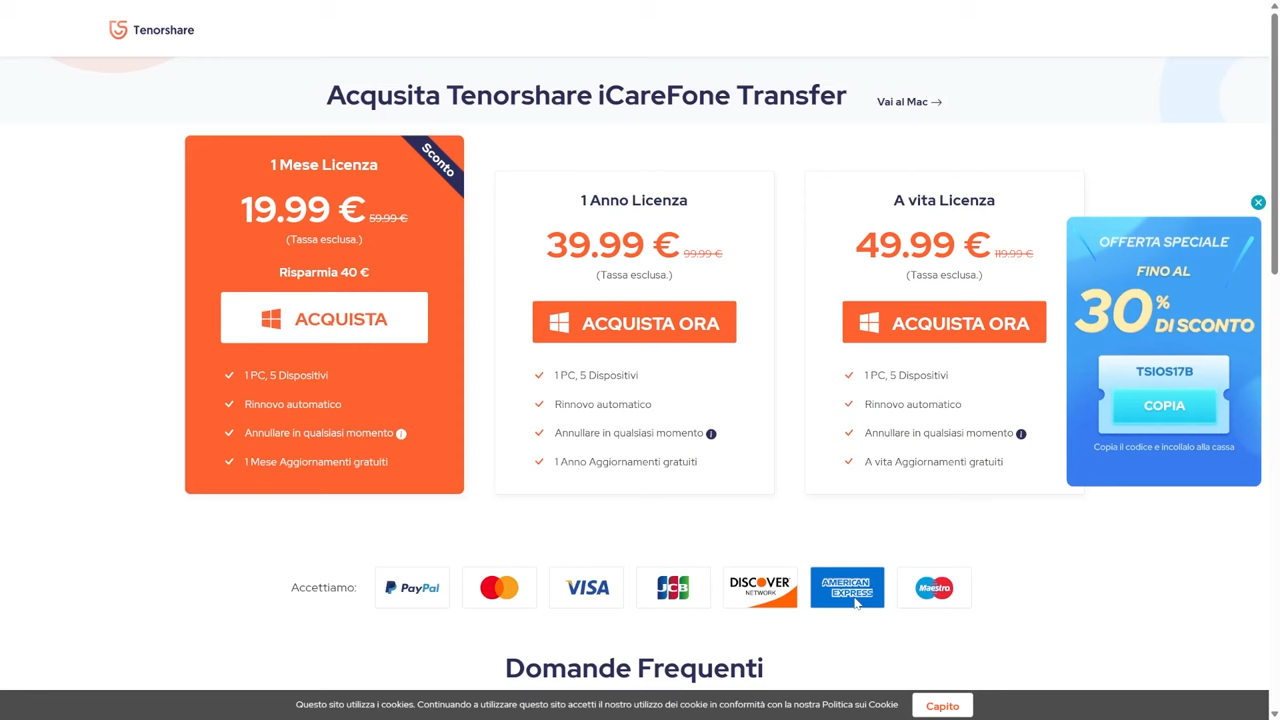 Tenorshare
Acqusita Tenorshare iCareFone Transfer
Vai al Mac →
Sconto
1 Mese Licenza
19.99 € 59.99 €
(Tassa esclusa.)
Risparmia 40 €
ACQUISTA
1 PC, 5 Dispositivi
Rinnovo automatico
Annullare in qualsiasi momento i
1 Mese Aggiornamenti gratuiti
1 Anno Licenza
39.99 € 99.99 €
(Tassa esclusa.)
ACQUISTA ORA
1 PC, 5 Dispositivi
Rinnovo automatico
Annullare in qualsiasi momento i
1 Anno Aggiornamenti gratuiti
A vita Licenza
49.99 € 119.99 €
(Tassa esclusa.)
ACQUISTA ORA
1 PC, 5 Dispositivi
Rinnovo automatico
Annullare in qualsiasi momento i
A vita Aggiornamenti gratuiti
OFFERTA SPECIALE
FINO AL
30% DI SCONTO
TSIOS17B
COPIA
Copia il codice e incollalo alla cassa
Accettiamo:
PayPal
VISA
JCB
DISCOVER
NETWORK
AMERICAN
EXPRESS
Maestro
Domande Frequenti
Questo sito utilizza i cookies. Continuando a utilizzare questo sito accetti il nostro utilizzo dei cookie in conformità con la nostra Politica sui Cookie
Capito